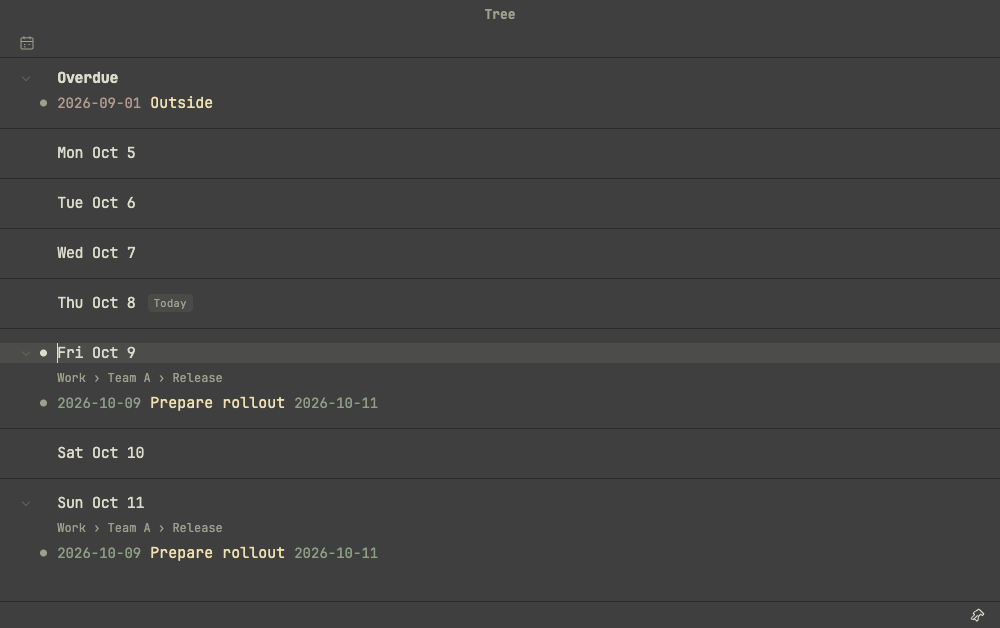 Tree
Overdue
2026-09-01 Outside
Mon Oct 5
Tue Oct 6
Wed Oct 7
Thu Oct 8 Today
Fri Oct 9
Work › Team A › Release
2026-10-09 Prepare rollout 2026-10-11
Sat Oct 10
Sun Oct 11
Work › Team A › Release
2026-10-09 Prepare rollout 2026-10-11